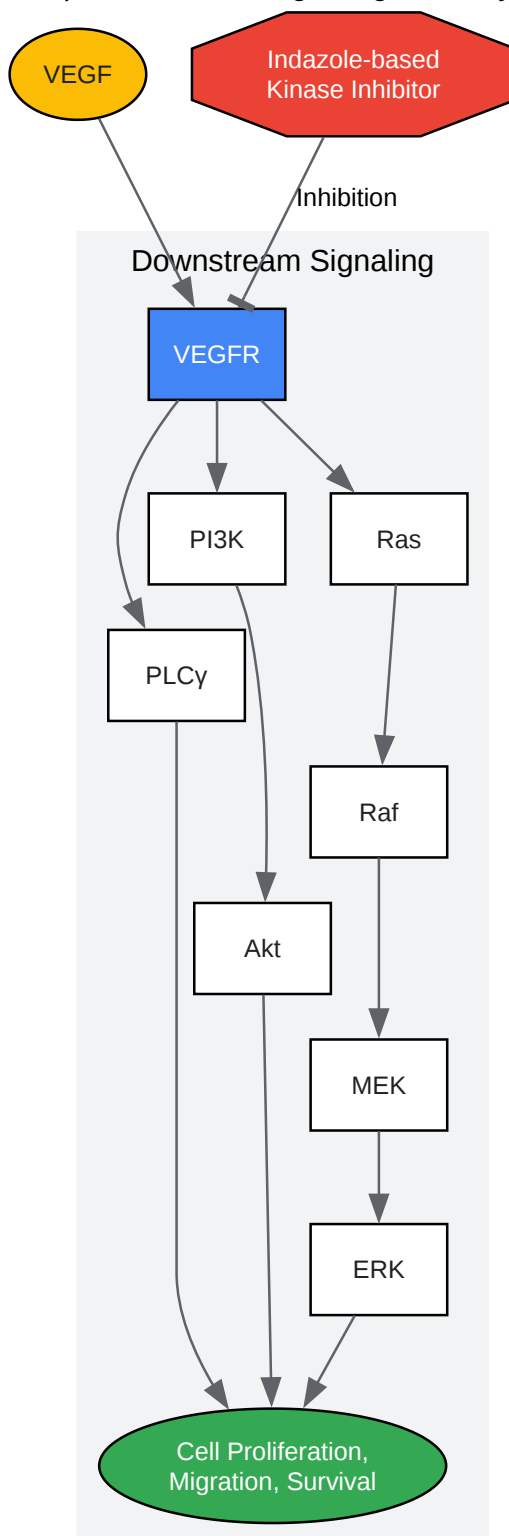 VEGF
Indazole-based
Kinase Inhibitor
Inhibition
Downstream Signaling
VEGFR
PI3K
Ras
PLCγ
Raf
Akt
MEK
ERK
Cell Proliferation,
Migration, Survival